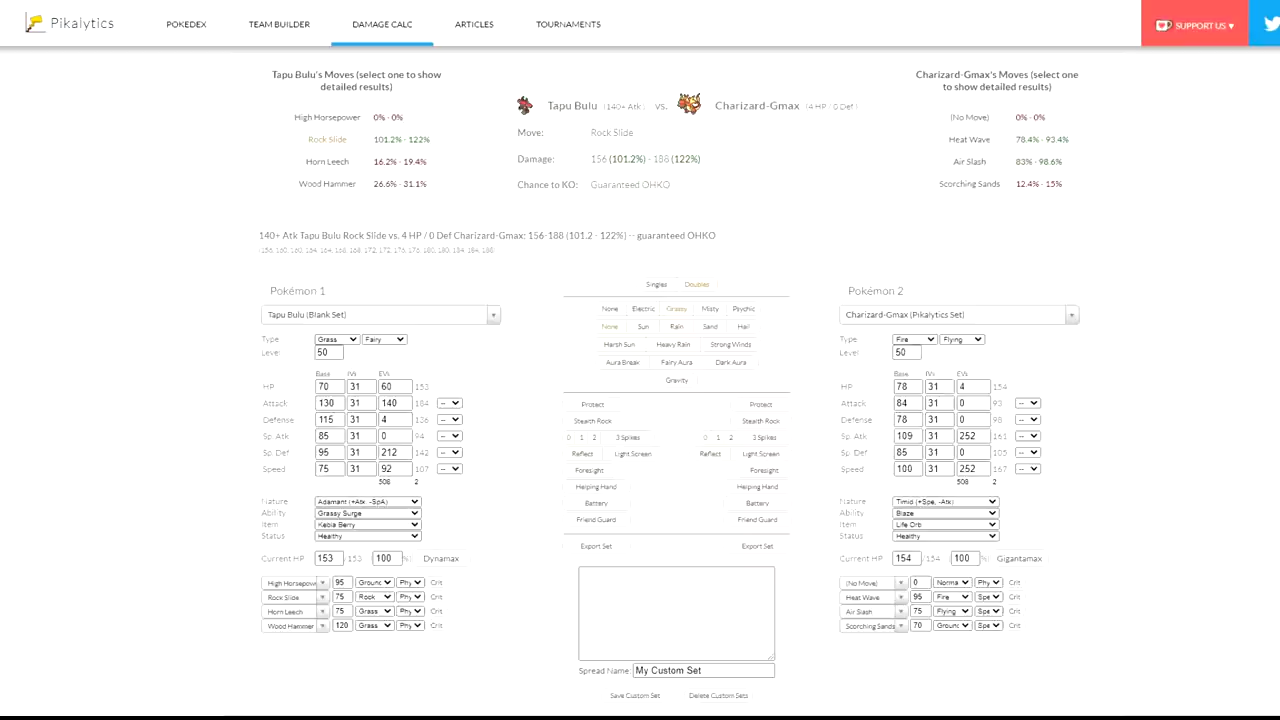 Pikalytics POKEDEX TEAM BUILDER DAMAGE CALC ARTICLES TOURNAMENTS SUPPORT US ▾
Tapu Bulu's Moves (select one to show
detailed results)
High Horsepower 0% - 0%
Rock Slide 101.2% - 122%
Horn Leech 16.2% - 19.4%
Wood Hammer 26.6% - 31.1%
Tapu Bulu (140+ Atk ) VS. Charizard-Gmax (4 HP / 0 Def )
Move: Rock Slide
Damage: 156 (101.2%) - 188 (122%)
Chance to KO: Guaranteed OHKO
Charizard-Gmax's Moves (select one
to show detailed results)
(No Move) 0% - 0%
Heat Wave 78.4% - 93.4%
Air Slash 83% - 98.6%
Scorching Sands 12.4% - 15%
140+ Atk Tapu Bulu Rock Slide vs. 4 HP / 0 Def Charizard-Gmax: 156-188 (101.2 - 122%) -- guaranteed OHKO
Pokémon 1
Tapu Bulu (Blank Set)
Type Grass Fairy
Level 50
Base IVs EVs
HP 70 31 60 153
Attack 130 31 140 184 --
Defense 115 31 4 136 --
Sp. Atk 85 31 0 94 --
Sp. Def 95 31 212 142 --
Speed 75 31 92 107 --
508 2
Nature Adamant (+Atk, -SpA)
Ability Grassy Surge
Item Kebia Berry
Status Healthy
Current HP 153 /153 ( 100 %) Dynamax
High Horsepow 95 Ground Phy Crit
Rock Slide 75 Rock Phy Crit
Horn Leech 75 Grass Phy Crit
Wood Hammer 120 Grass Phy Crit
Singles Doubles
None Electric Grassy Misty Psychic
None Sun Rain Sand Hail
Harsh Sun Heavy Rain Strong Winds
Aura Break Fairy Aura Dark Aura
Gravity
Protect Protect
Stealth Rock Stealth Rock
0 1 2 3 Spikes 0 1 2 3 Spikes
Reflect Light Screen Reflect Light Screen
Foresight Foresight
Helping Hand Helping Hand
Battery Battery
Friend Guard Friend Guard
Export Set Export Set
Spread Name: My Custom Set
Save Custom Set Delete Custom Sets
Pokémon 2
Charizard-Gmax (Pikalytics Set)
Type Fire Flying
Level 50
Base IVs EVs
HP 78 31 4 154
Attack 84 31 0 93 --
Defense 78 31 0 98 --
Sp. Atk 109 31 252 161 --
Sp. Def 85 31 0 105 --
Speed 100 31 252 167 --
508 2
Nature Timid (+Spe, -Atk)
Ability Blaze
Item Life Orb
Status Healthy
Current HP 154 /154 ( 100 %) Gigantamax
(No Move) 0 Norma Phy Crit
Heat Wave 95 Fire Spe Crit
Air Slash 75 Flying Spe Crit
Scorching Sands 70 Ground Spe Crit